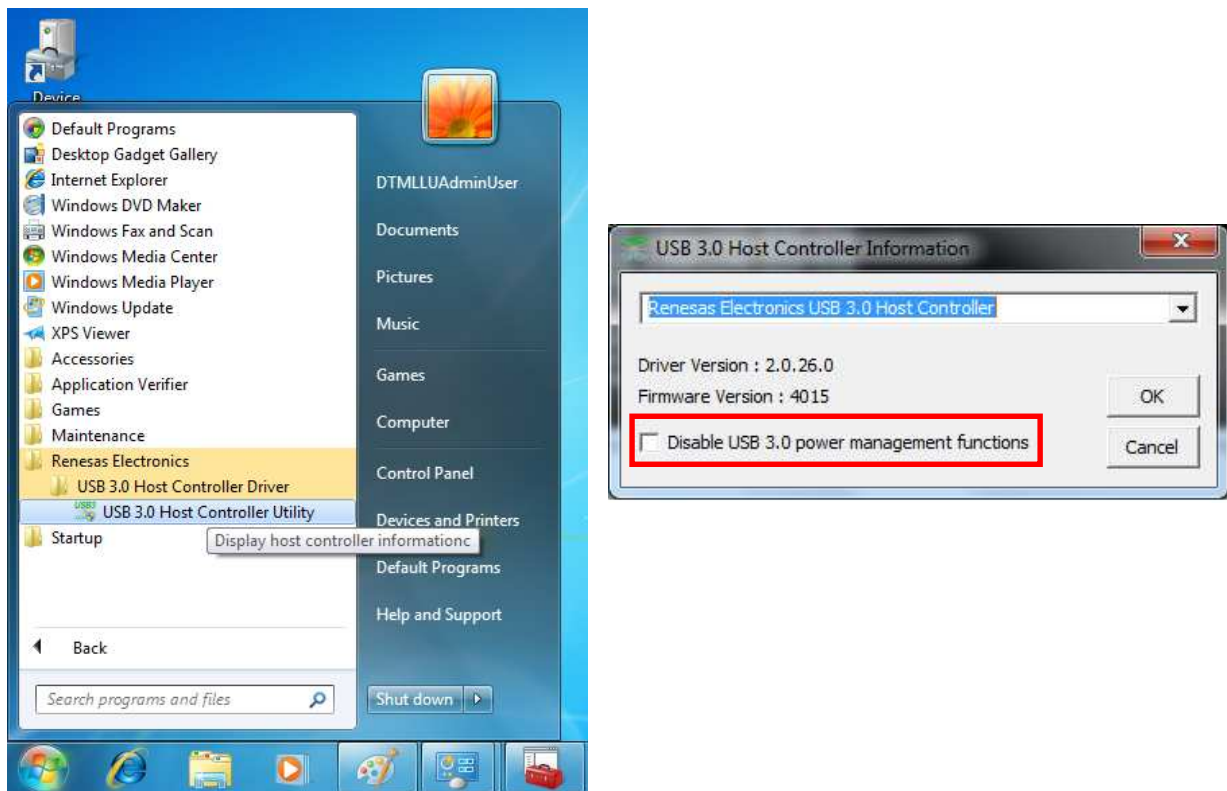 Device
Default Programs
Desktop Gadget Gallery
Internet Explorer
Windows DVD Maker
Windows Fax and Scan
Windows Media Center
Windows Media Player
Windows Update
XPS Viewer
Accessories
Application Verifier
Games
Maintenance
Renesas Electronics
USB 3.0 Host Controller Driver
USB 3.0 Host Controller Utility
Startup
Display host controller informationc
Back
Search programs and files
DTMLLUAdminUser
Documents
Pictures
Music
Games
Computer
Control Panel
Devices and Printers
Default Programs
Help and Support
Shut down
USB 3.0 Host Controller Information
Renesas Electronics USB 3.0 Host Controller
Driver Version : 2.0.26.0
Firmware Version : 4015
OK
Disable USB 3.0 power management functions
Cancel